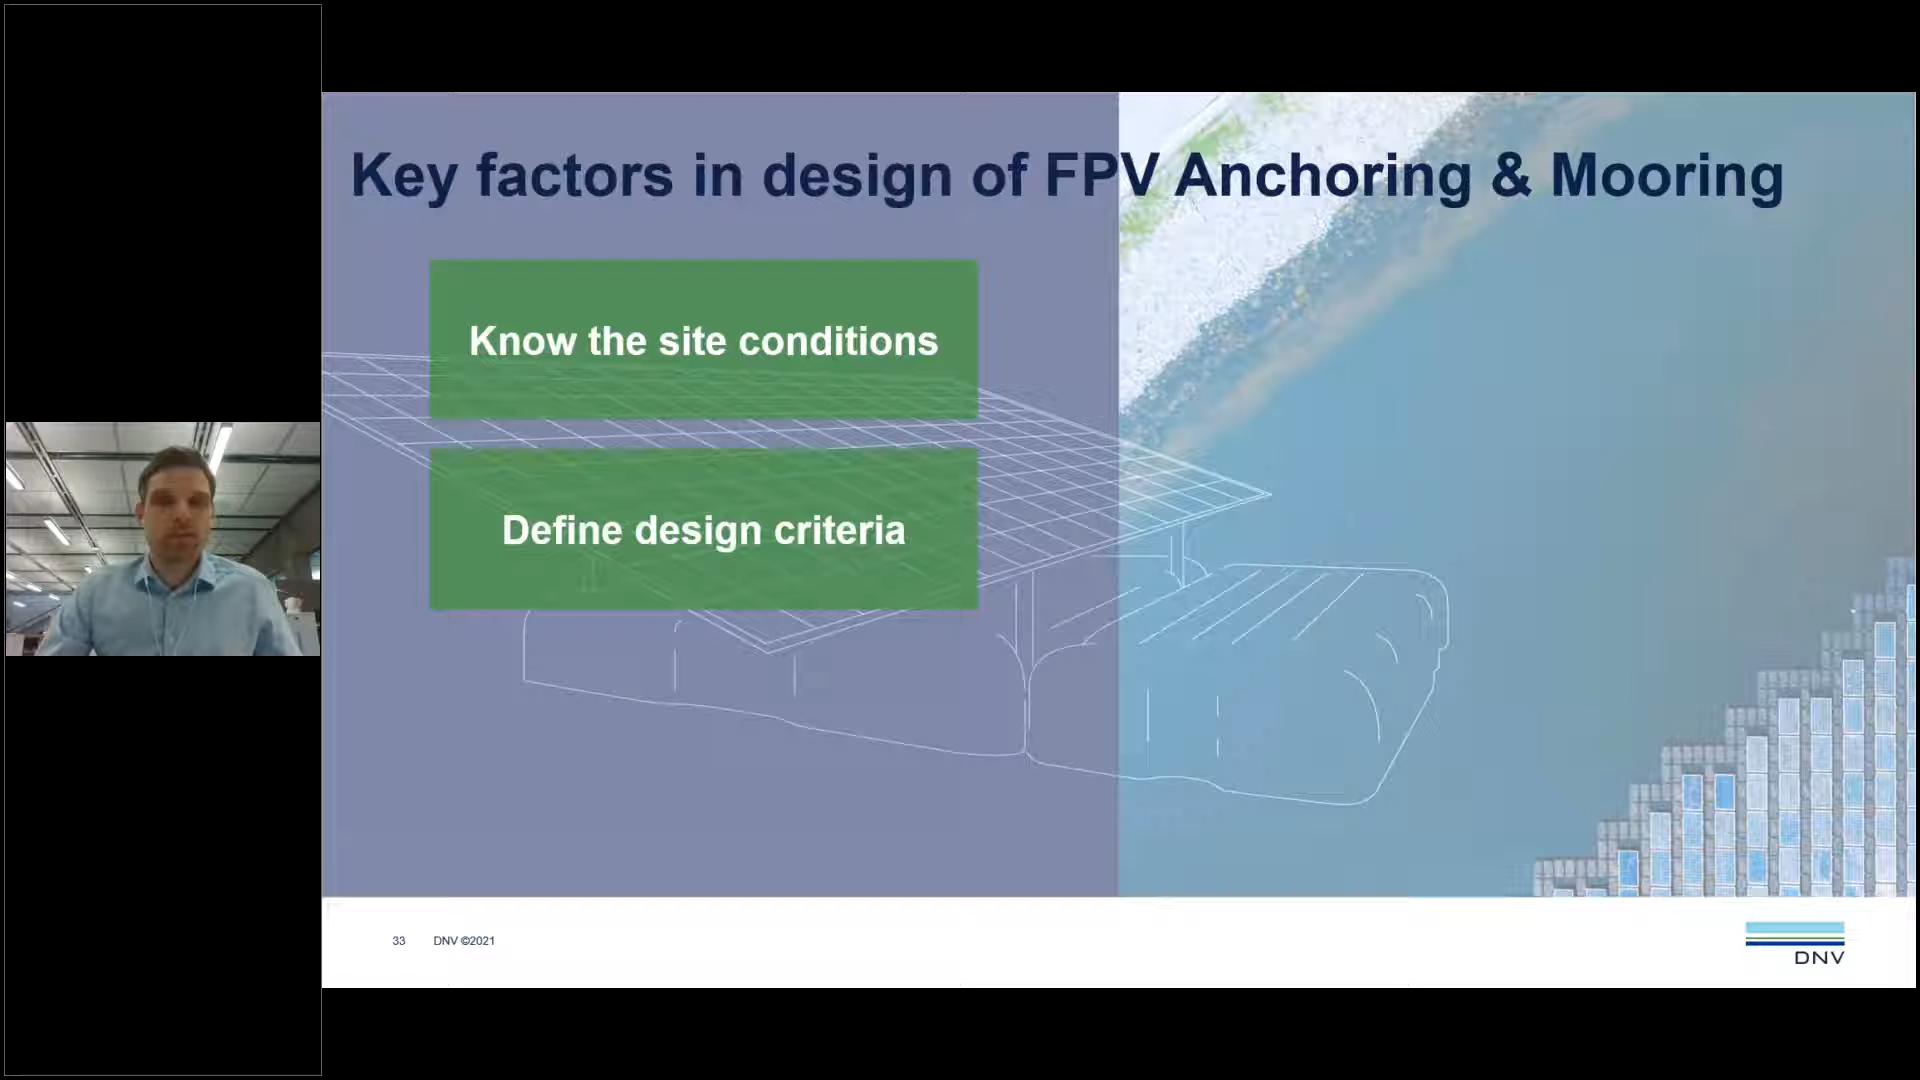 Key factors in design of FPV Anchoring & Mooring
Know the site conditions
Define design criteria
33 DNV ©2021
DNV